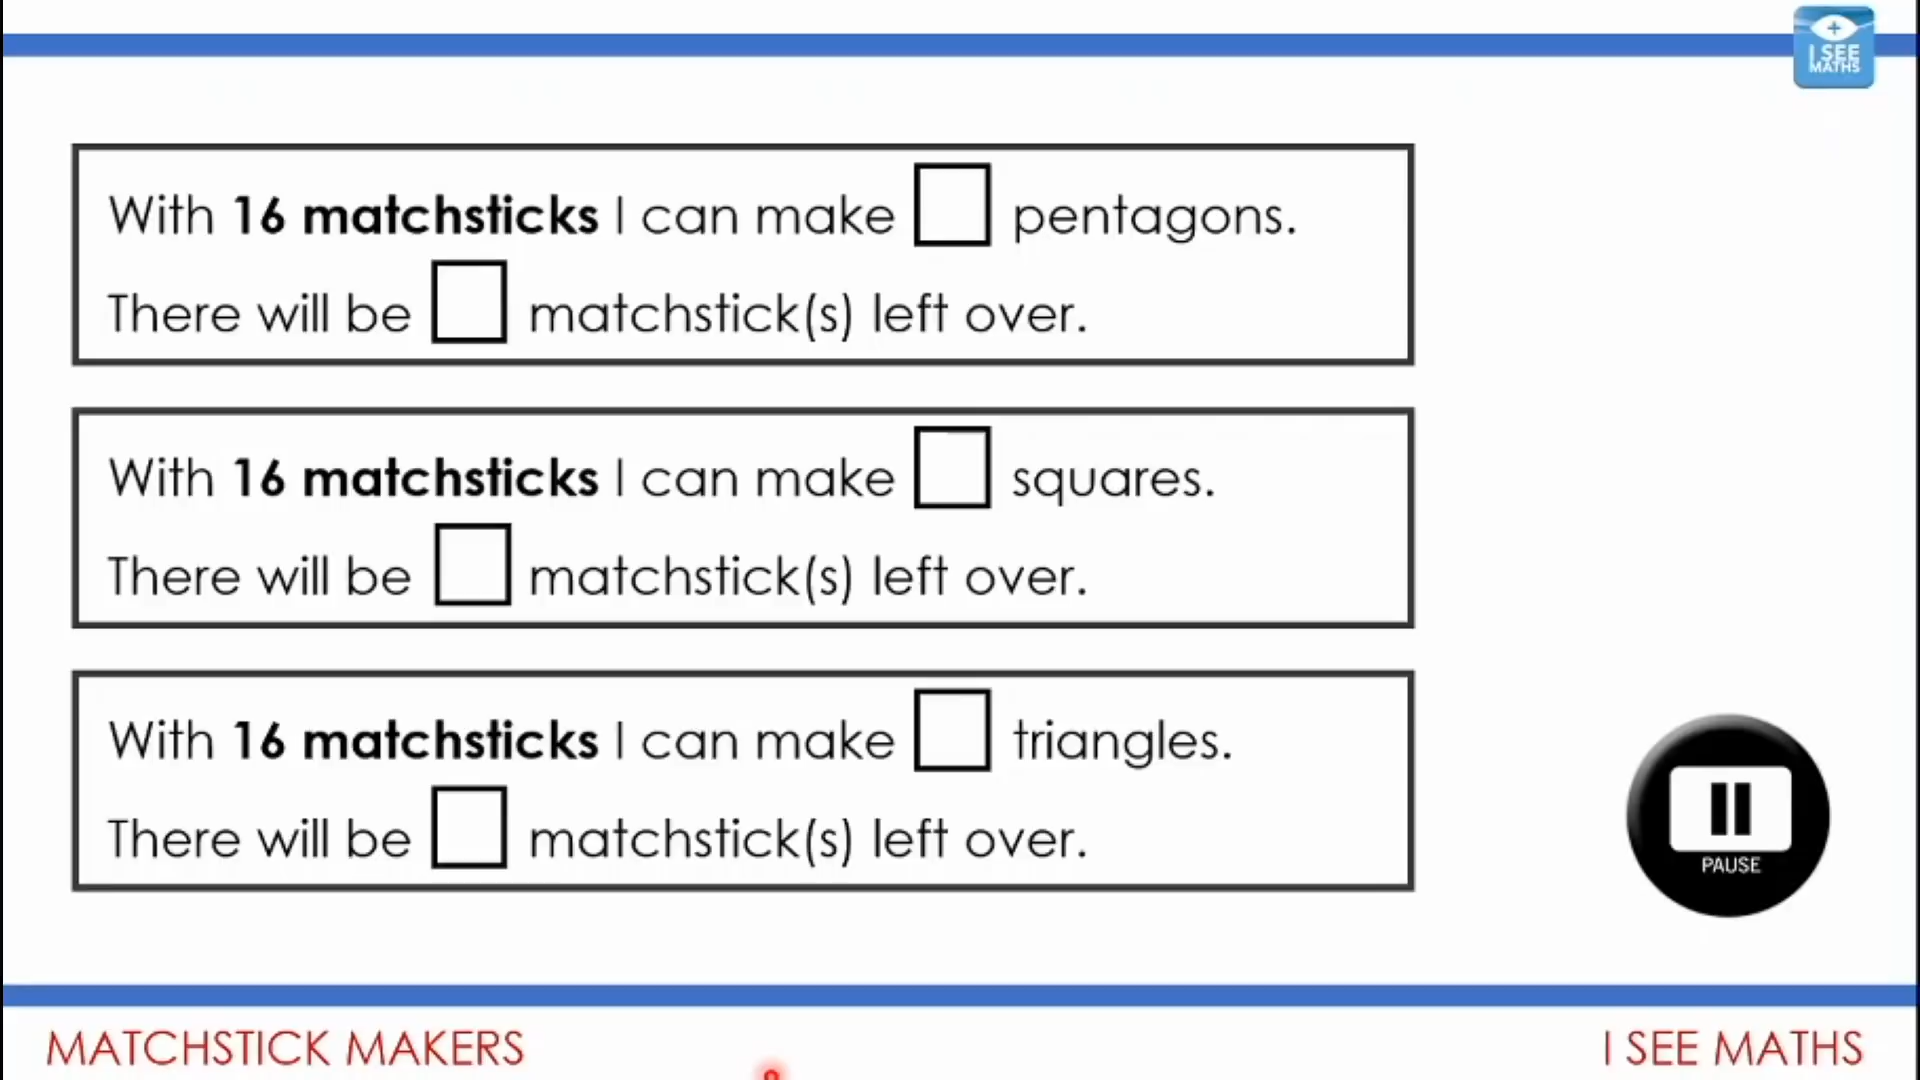 I SEE
MATHS
With 16 matchsticks I can make pentagons.
There will be matchstick(s) left over.
With 16 matchsticks I can make squares.
There will be matchstick(s) left over.
With 16 matchsticks I can make triangles.
There will be matchstick(s) left over.
PAUSE
MATCHSTICK MAKERS
I SEE MATHS